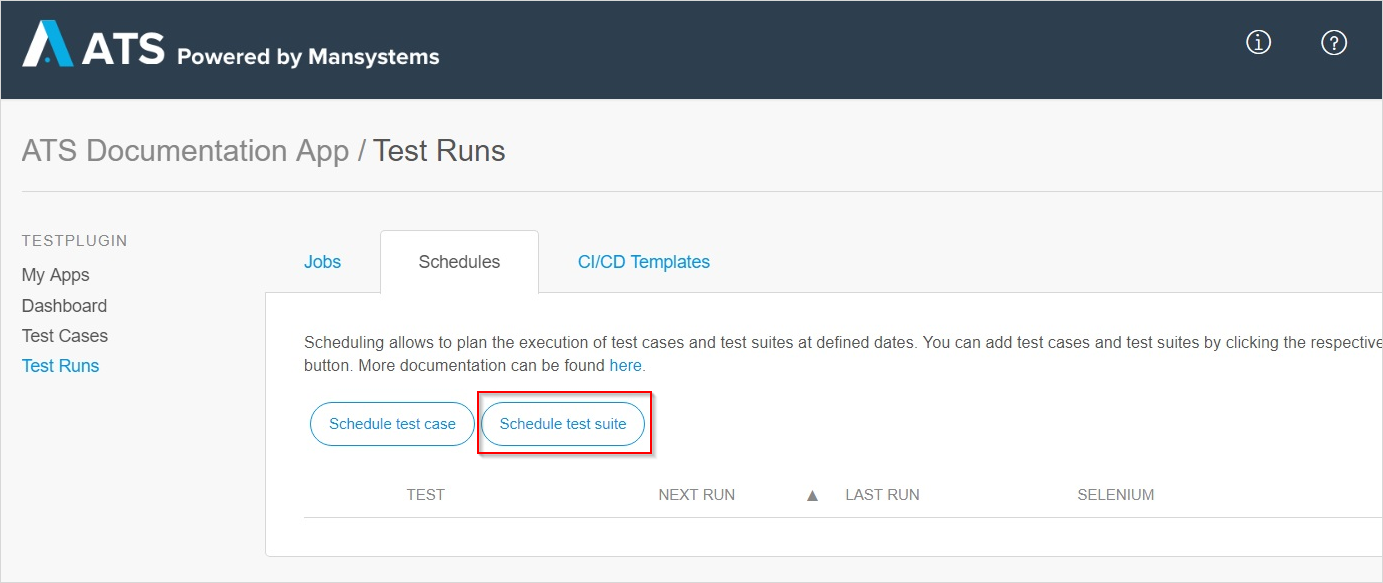 ATS Powered by Mansystems
ATS Documentation App / Test Runs
TESTPLUGIN
My Apps
Dashboard
Test Cases
Test Runs
Jobs
Schedules
CI/CD Templates
Scheduling allows to plan the execution of test cases and test suites at defined dates. You can add test cases and test suites by clicking the respective
button. More documentation can be found here.
Schedule test case
Schedule test suite
TEST
NEXT RUN
▲
LAST RUN
SELENIUM